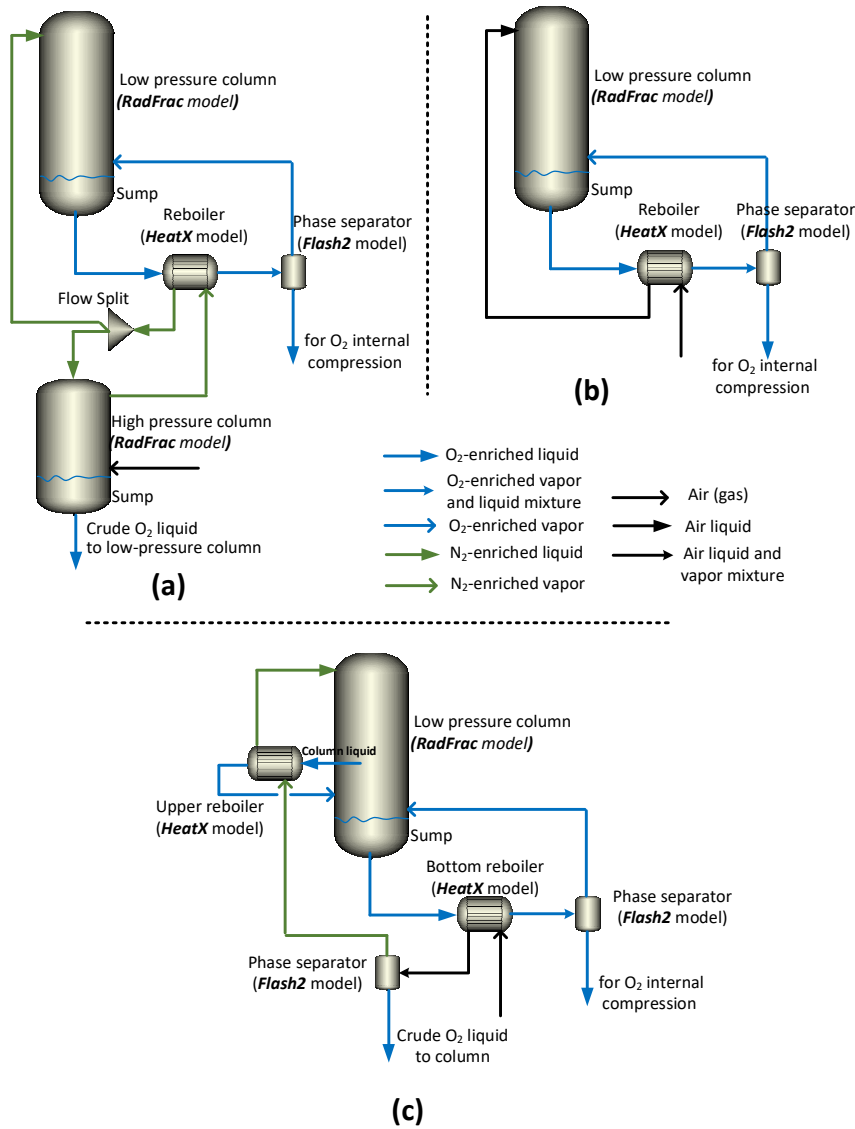 Low pressure column
(RadFrac model)
Sump
Reboiler
(HeatX model)
Phase separator
(Flash2 model)
Flow Split
for O₂ internal
compression
High pressure column
(RadFrac model)
Sump
Crude O₂ liquid
to low-pressure column
(a)
Low pressure column
(RadFrac model)
Sump
Reboiler
(HeatX model)
Phase separator
(Flash2 model)
for O₂ internal
compression
(b)
O₂-enriched liquid
O₂-enriched vapor
and liquid mixture
O₂-enriched vapor
N₂-enriched liquid
N₂-enriched vapor
Air (gas)
Air liquid
Air liquid and
vapor mixture
Low pressure column
(RadFrac model)
Column liquid
Upper reboiler
(HeatX model)
Sump
Bottom reboiler
(HeatX model)
Phase separator
(Flash2 model)
Phase separator
(Flash2 model)
for O₂ internal
compression
Crude O₂ liquid
to column
(c)